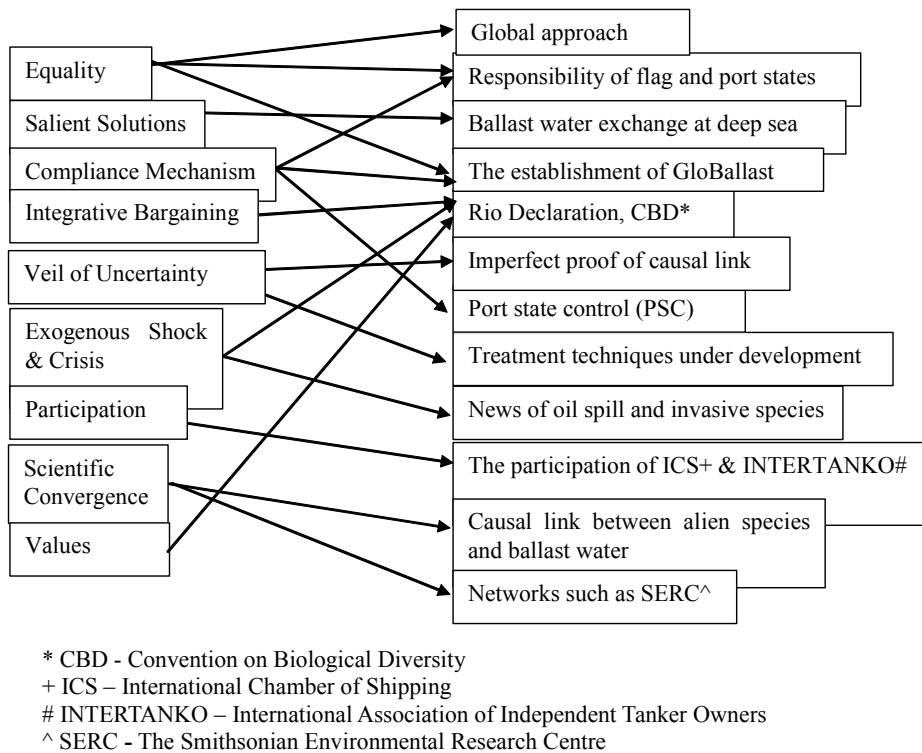 Equality
Salient Solutions
Compliance Mechanism
Integrative Bargaining
Veil of Uncertainty
Exogenous Shock
& Crisis
Participation
Scientific
Convergence
Values
Global approach
Responsibility of flag and port states
Ballast water exchange at deep sea
The establishment of GloBallast
Rio Declaration, CBD*
Imperfect proof of causal link
Port state control (PSC)
Treatment techniques under development
News of oil spill and invasive species
The participation of ICS+ & INTERTANKO#
Causal link between alien species
and ballast water
Networks such as SERC^
* CBD - Convention on Biological Diversity
+ ICS – International Chamber of Shipping
# INTERTANKO – International Association of Independent Tanker Owners
^ SERC - The Smithsonian Environmental Research Centre